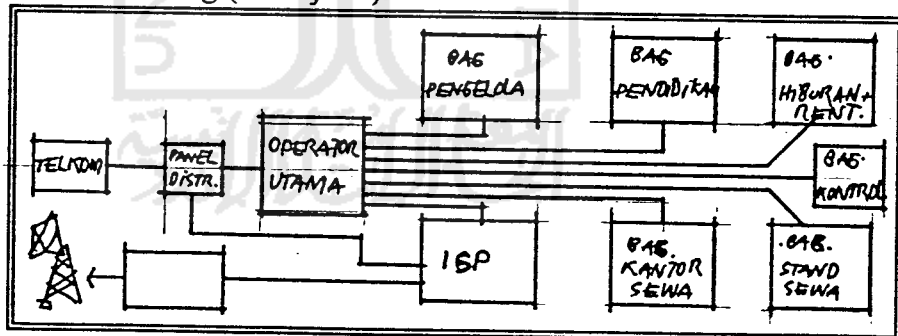 BAG
PENGELOLA
BAG
PENDIDIKAN
BAG.
HIBURAN +
RENT.
TELKOM
PANEL
DISTR.
OPERATOR
UTAMA
BAG.
KONTROL
ISP
BAG.
KANTOR
SEWA
BAG.
STAND
SEWA